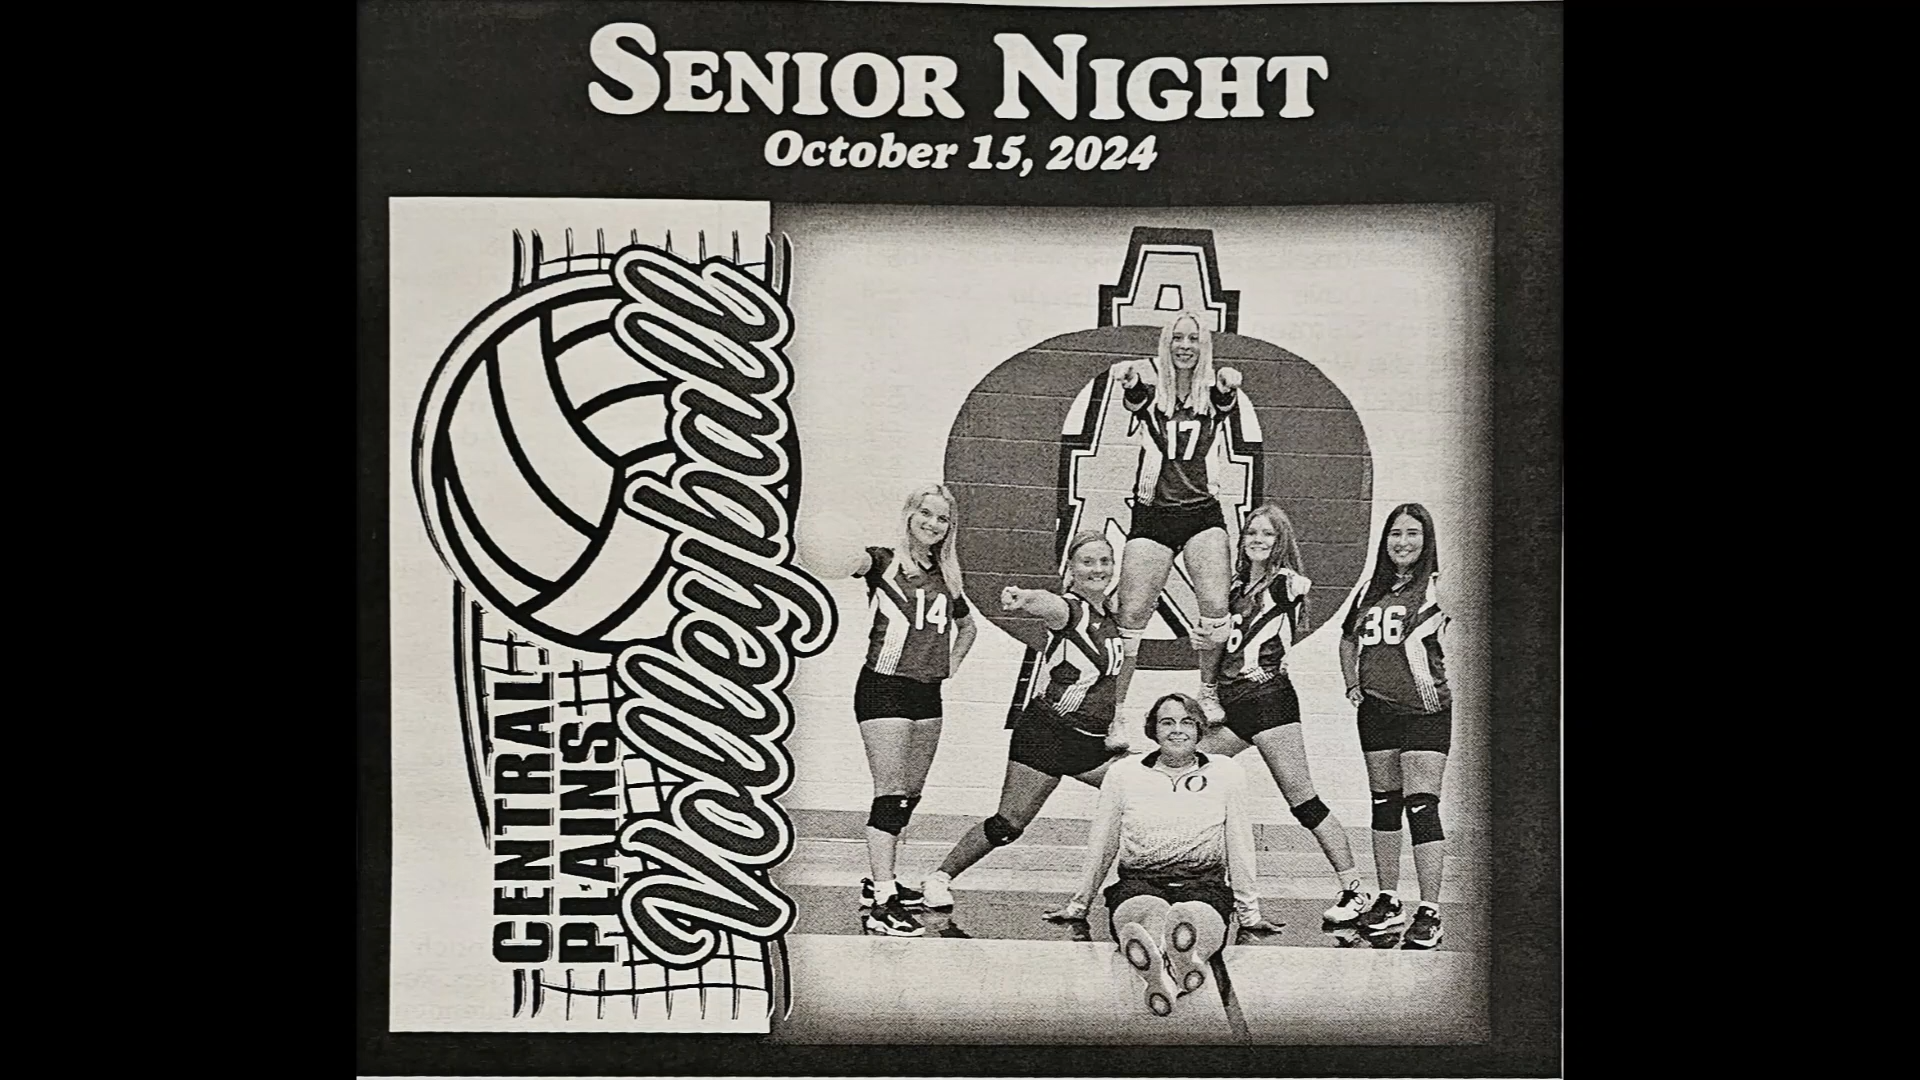 SENIOR NIGHT
October 15, 2024
CENTRAL
PLAINS
Volleyball
17
14
18
6
36
O